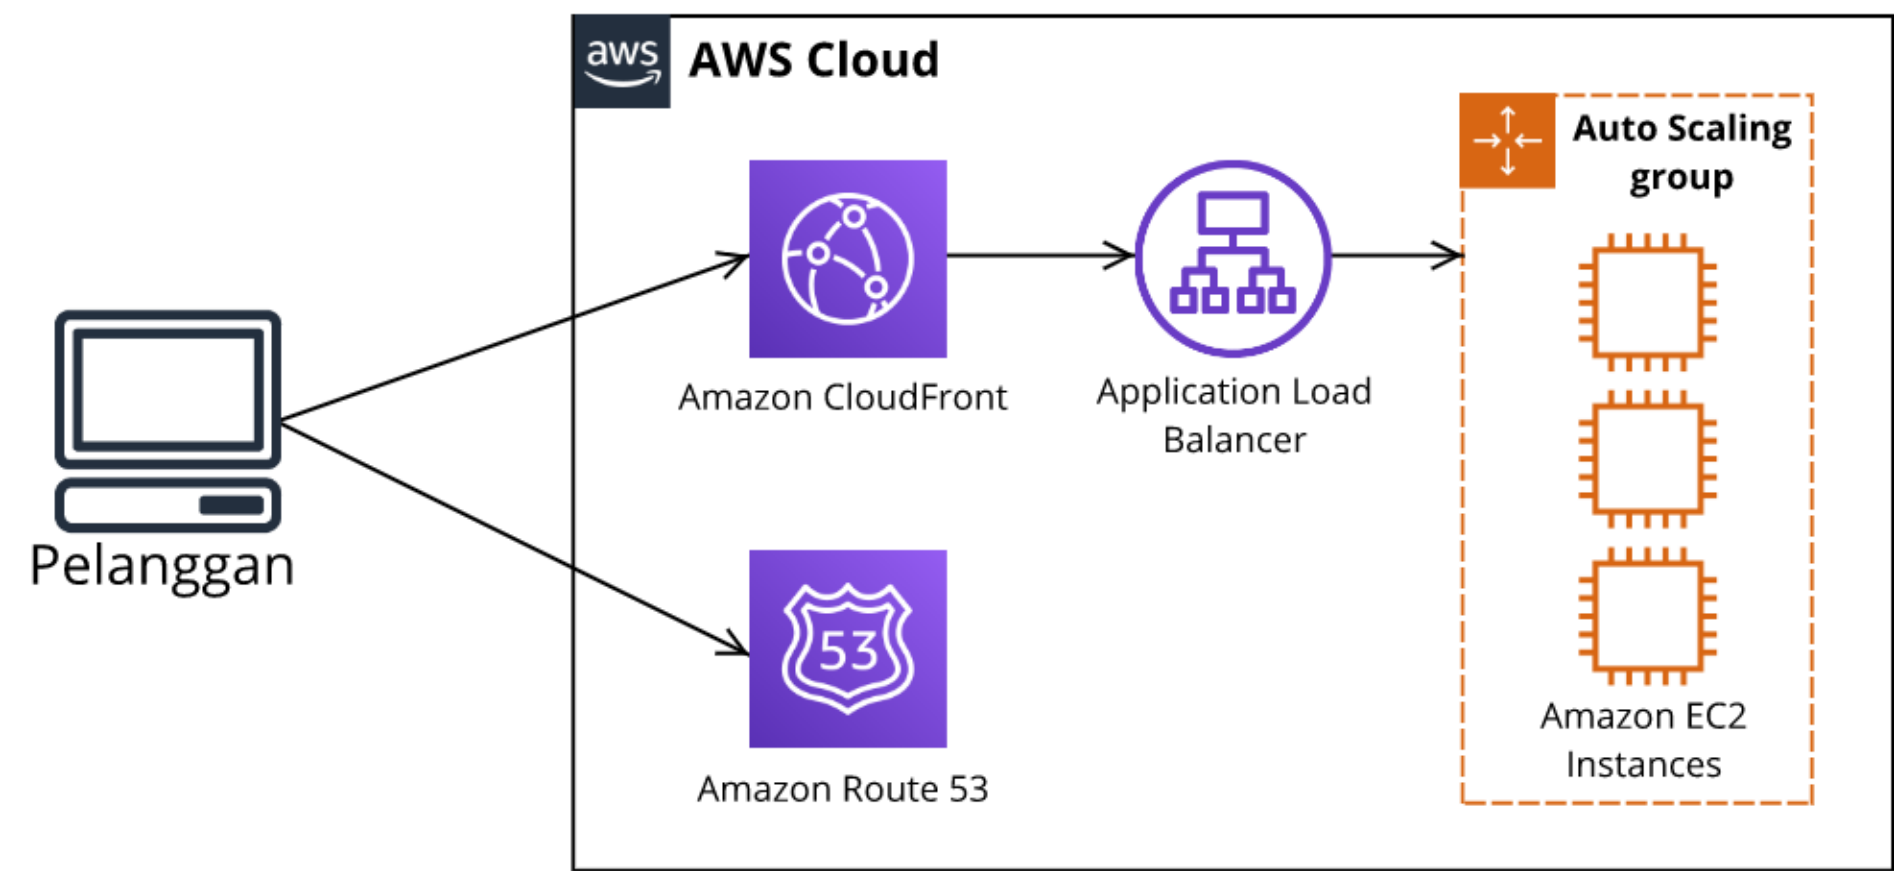 aws
AWS Cloud
Auto Scaling
group
Amazon CloudFront
Application Load
Balancer
Pelanggan
53
Amazon Route 53
Amazon EC2
Instances